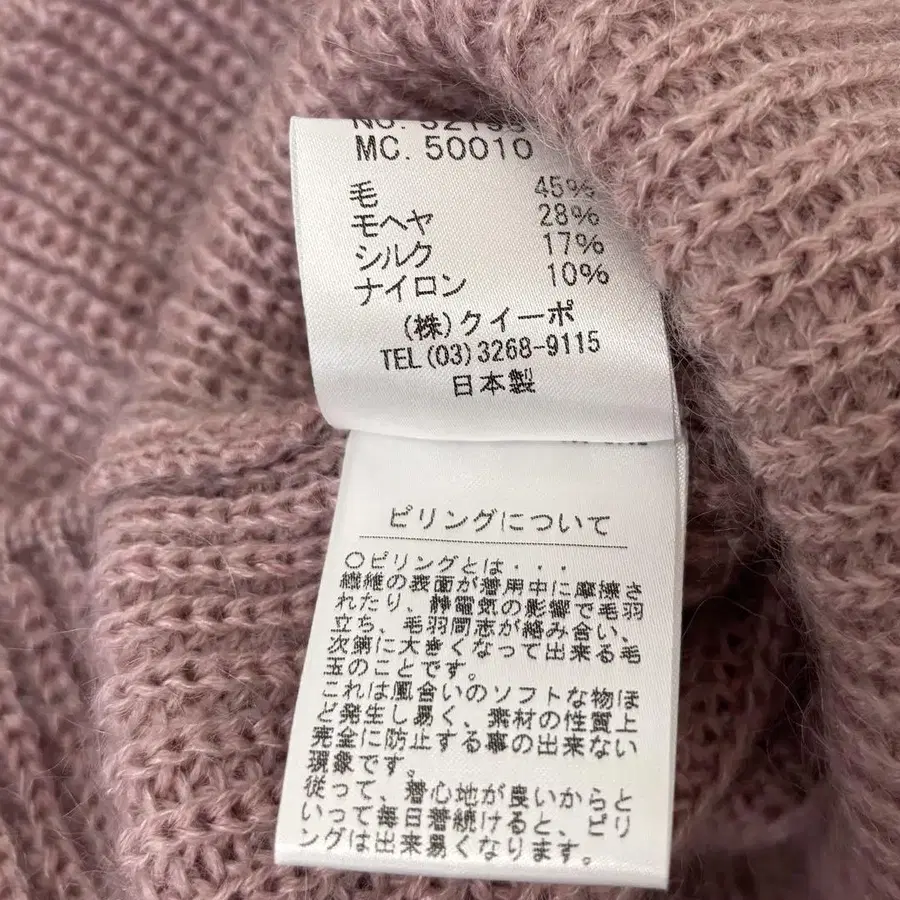 MC. 50010
毛 45%
モヘヤ 28%
シルク 17%
ナイロン 10%
(株)クイーポ
TEL(03)3268-9115
日本製
ピリングについて
〇ピリングとは・・・
繊維の表面が着用中に摩擦さ
れたり、静電気の影響で毛羽
立ち、毛羽同志が絡み合い、
次第に大きくなって出来る毛
玉のことです。
これは風合いのソフトな物ほ
ど発生し易く、素材の性質上
完全に防止する事の出来ない
現象です。
従って、着心地が良いからと
いって毎日着続けると、ピリ
ングは出来易くなります。